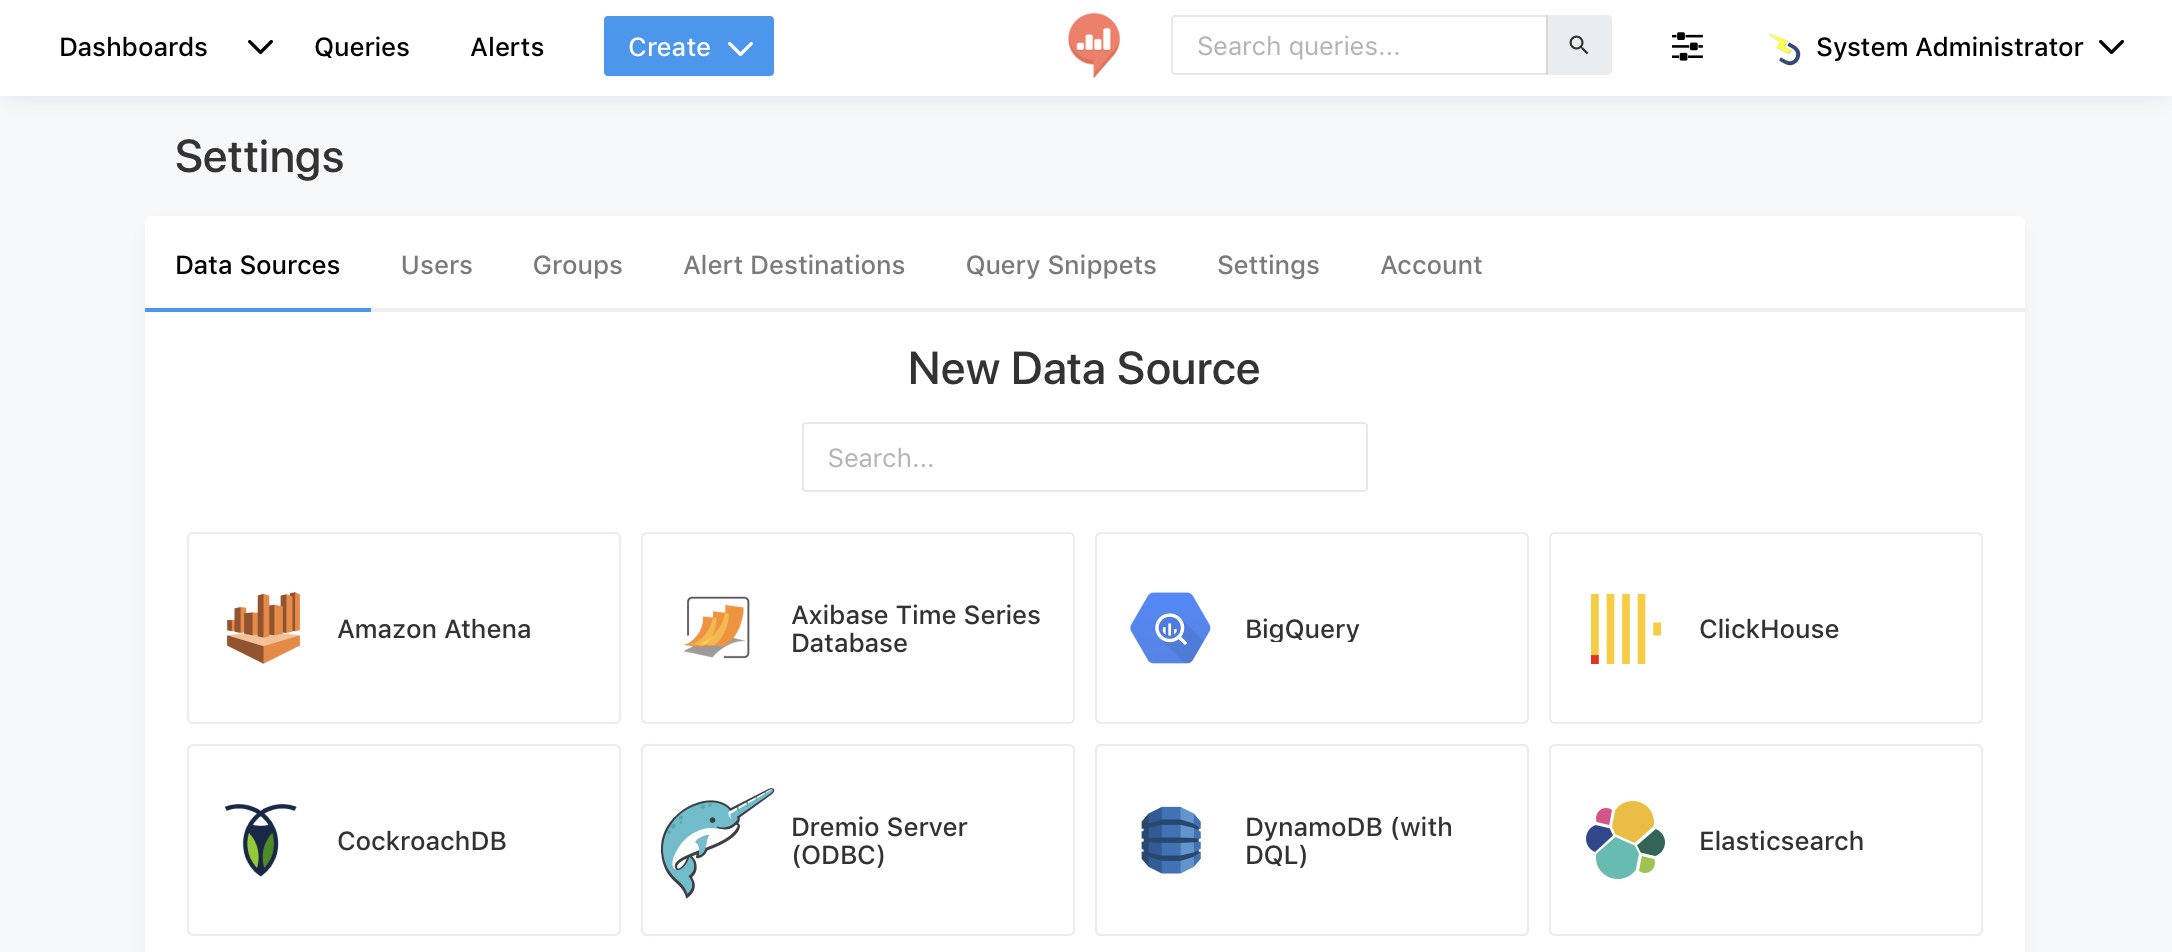 Dashboards Queries Alerts Create Search queries... System Administrator
Settings
Data Sources Users Groups Alert Destinations Query Snippets Settings Account
New Data Source
Search...
Amazon Athena
Axibase Time Series
Database
BigQuery
ClickHouse
CockroachDB
Dremio Server
(ODBC)
DynamoDB (with
DQL)
Elasticsearch